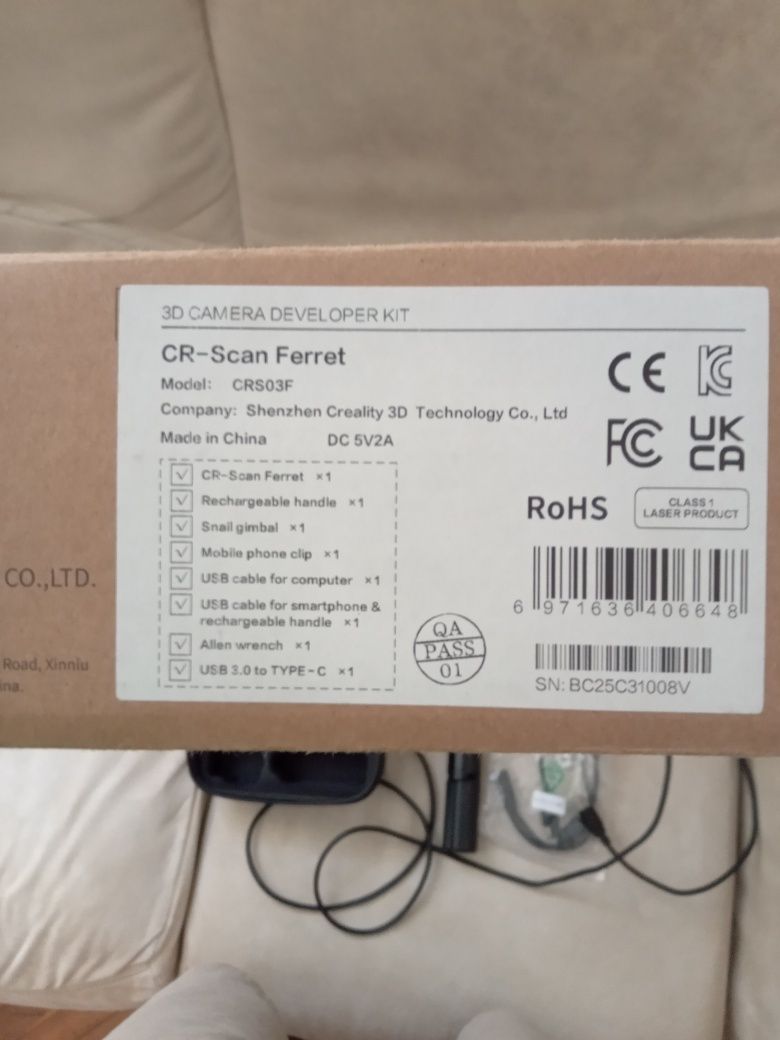 3D CAMERA DEVELOPER KIT
CR-Scan Ferret
Model: CRS03F
Company: Shenzhen Creality 3D Technology Co., Ltd
Made in China DC 5V2A
CR-Scan Ferret ×1
Rechargeable handle ×1
Snail gimbal ×1
Mobile phone clip ×1
USB cable for computer ×1
USB cable for smartphone &
rechargeable handle ×1
Allen wrench ×1
USB 3.0 to TYPE-C ×1
QA
PASS
01
CE
KC
FC
UK
CA
RoHS
CLASS 1
LASER PRODUCT
6 971636 406648
SN: BC25C31008V
CO.,LTD.
Road, Xinniu
ina.